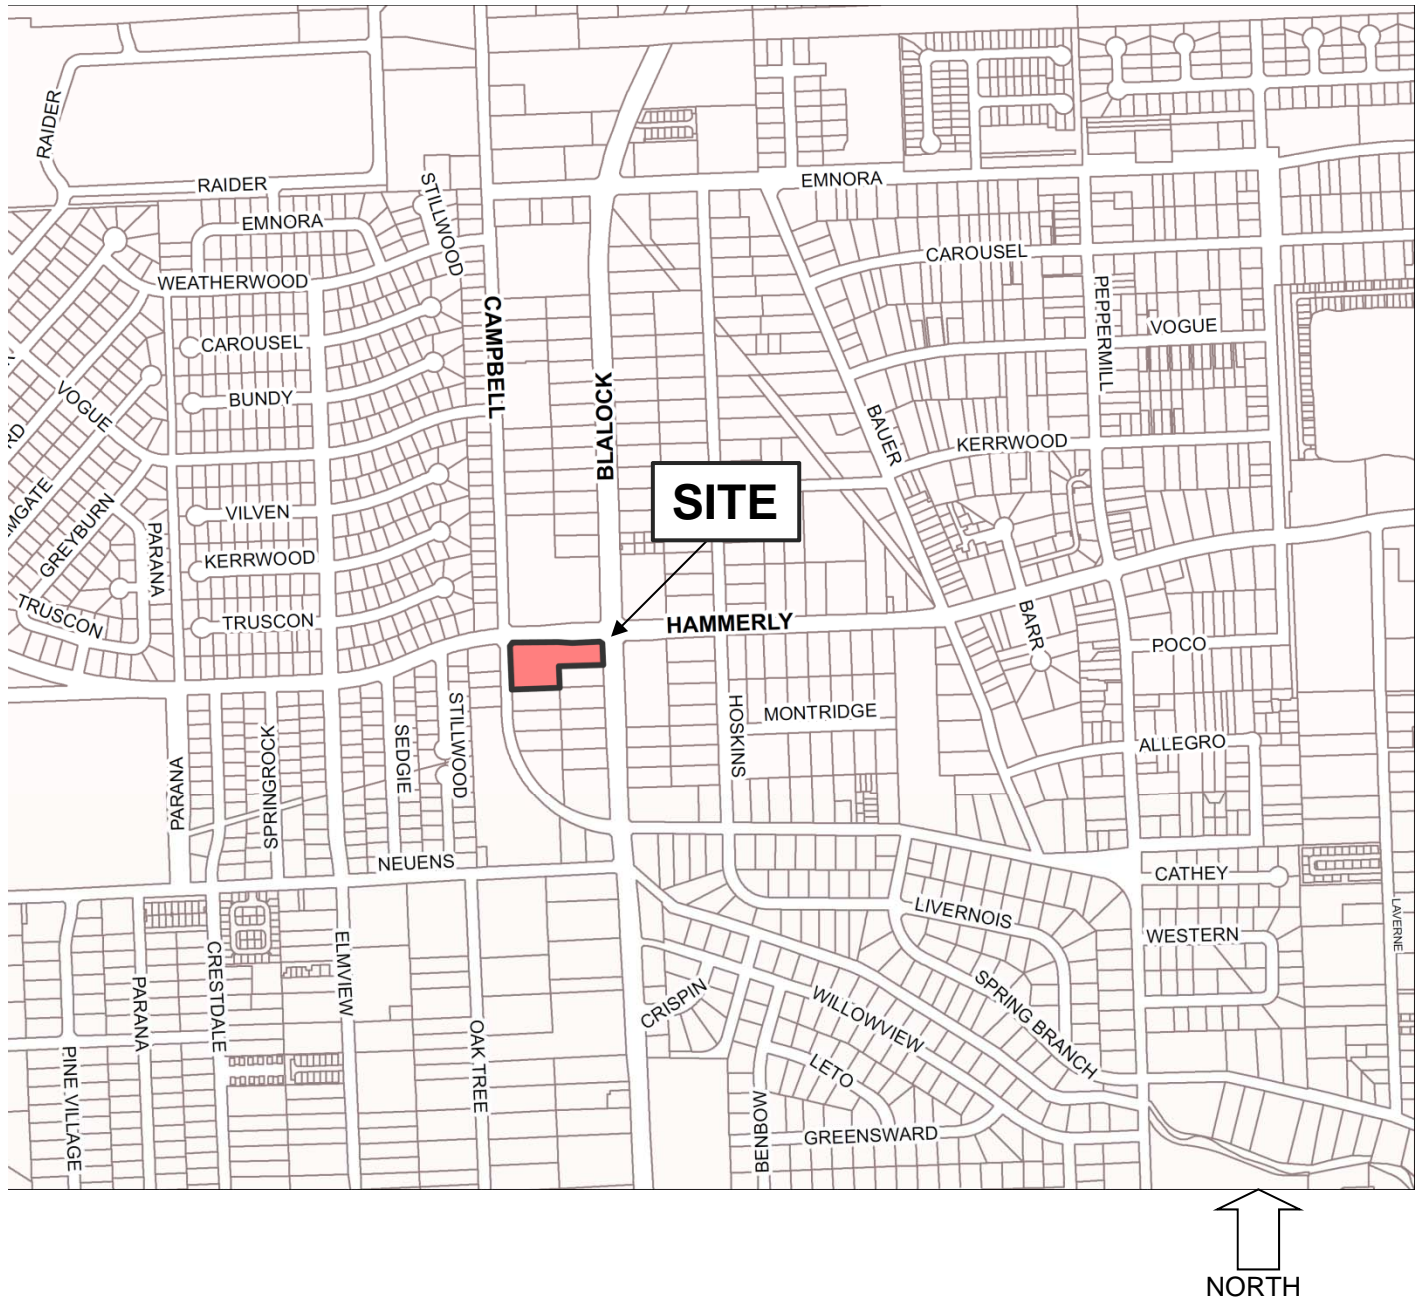 RAIDER
RAIDER
EMNORA
STILLWOOD
EMNORA
WEATHERWOOD
CAROUSEL
CAMPBELL
PEPPERMILL
VOGUE
CAROUSEL
BLALOCK
VOGUE
BUNDY
BAUER
KERRWOOD
RD
SITE
MGATE
GREYBURN
VILVEN
PARANA
KERRWOOD
TRUSCON
TRUSCON
HAMMERLY
BARR
POCO
STILLWOOD
HOSKINS
MONTRIDGE
SPRINGROCK
SEDGIE
ALLEGRO
PARANA
NEUENS
CATHEY
LIVERNOIS
LAVERNE
CRESTDALE
ELMVIEW
WESTERN
PARANA
CRISPIN
WILLOWVIEW
SPRING BRANCH
OAK TREE
PINE VILLAGE
LETO
BENBOW
GREENSWARD
NORTH